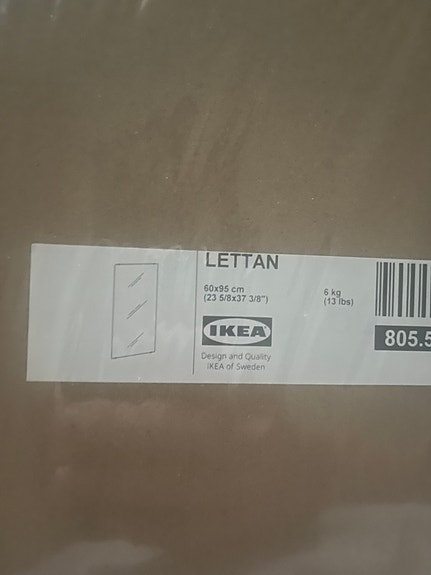 LETTAN
60x95 cm
(23 5/8x37 3/8")
6 kg
(13 lbs)
IKEA
805.5
Design and Quality
IKEA of Sweden